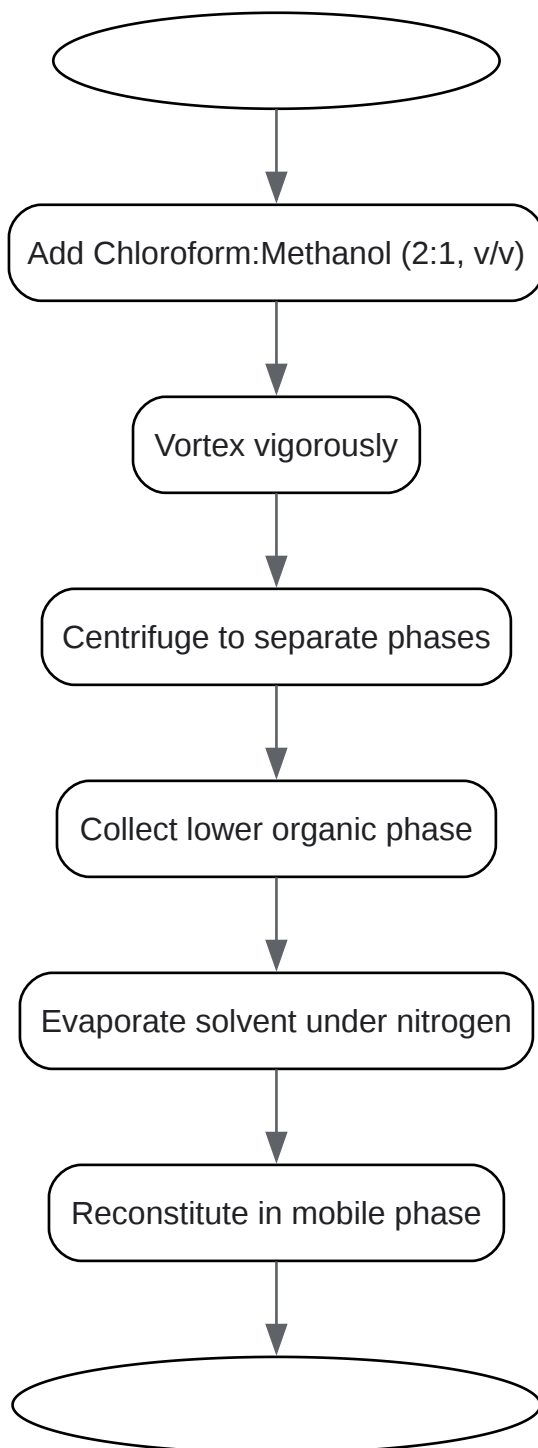 Add Chloroform:Methanol (2:1, v/v)
Vortex vigorously
Centrifuge to separate phases
Collect lower organic phase
Evaporate solvent under nitrogen
Reconstitute in mobile phase